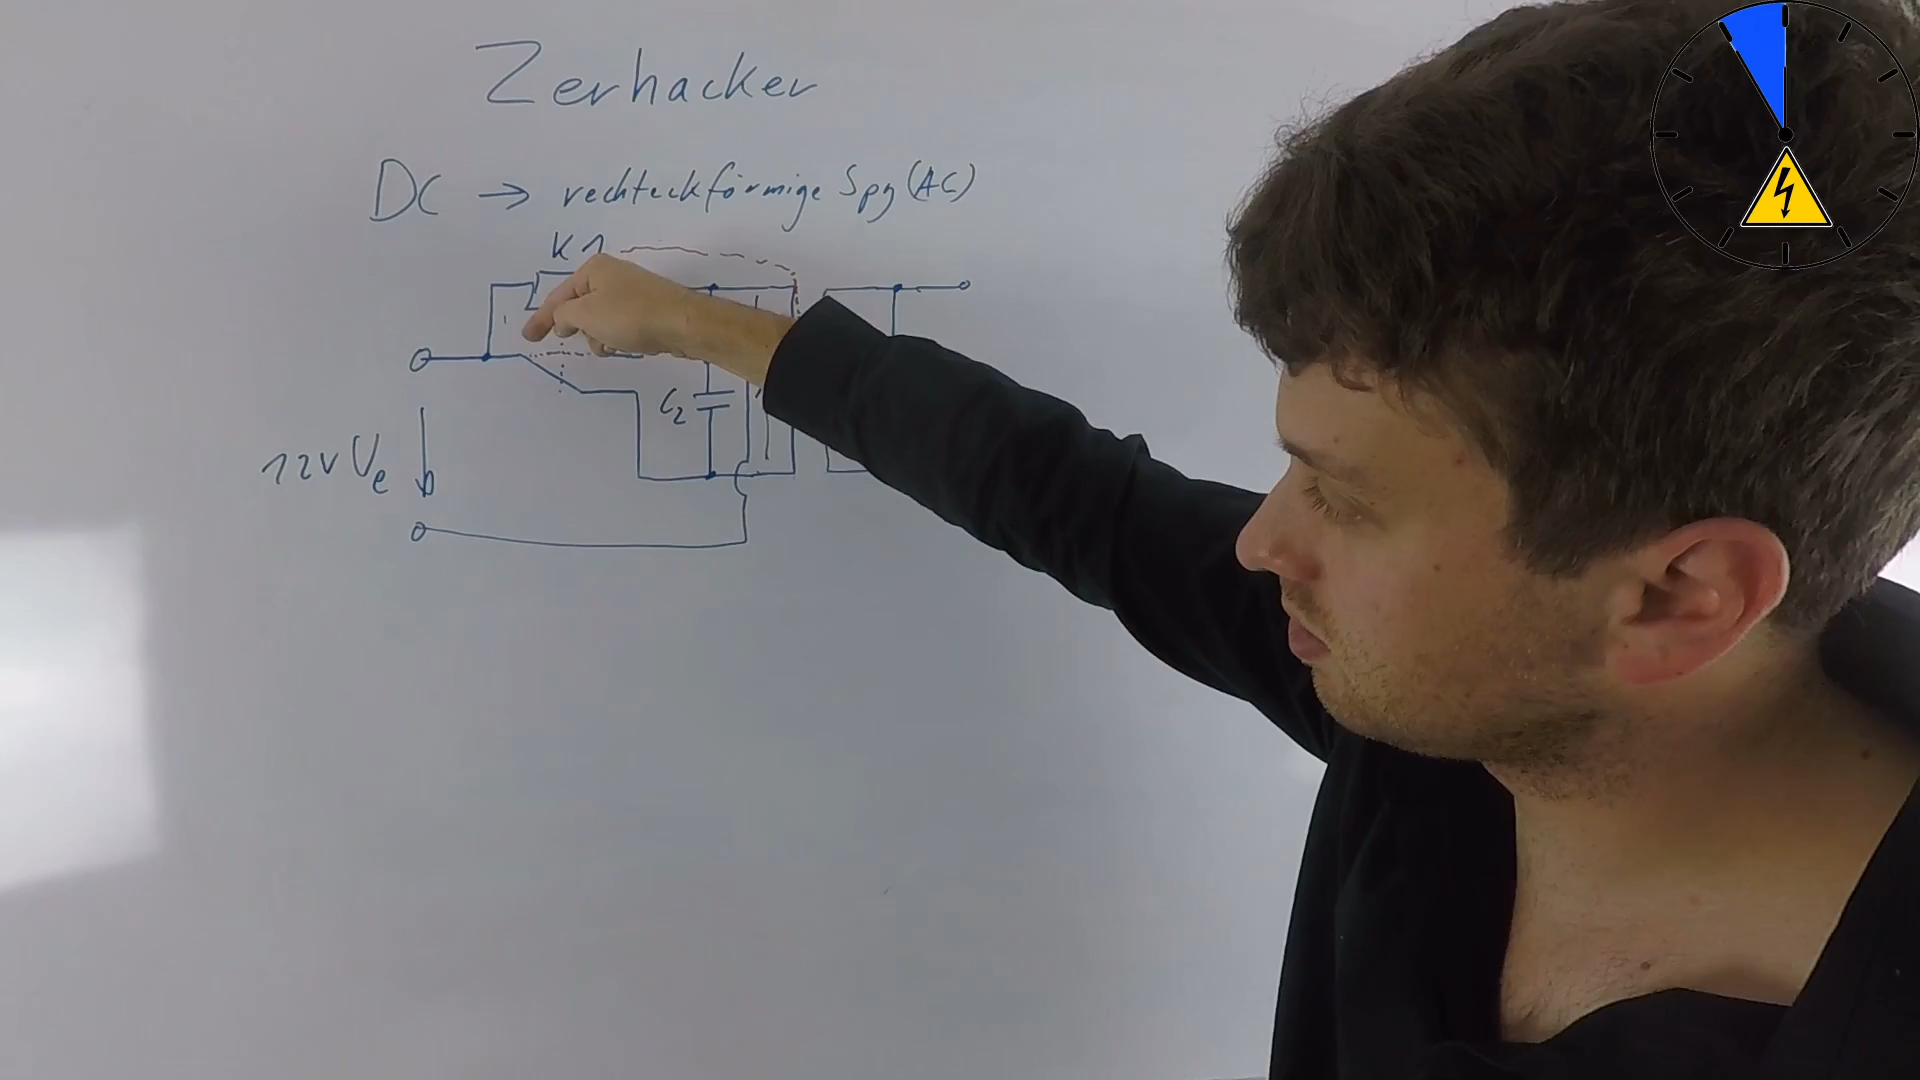 Zerhacker
DC → rechteckförmige Spg (AC)
K1
C2
12V Ue